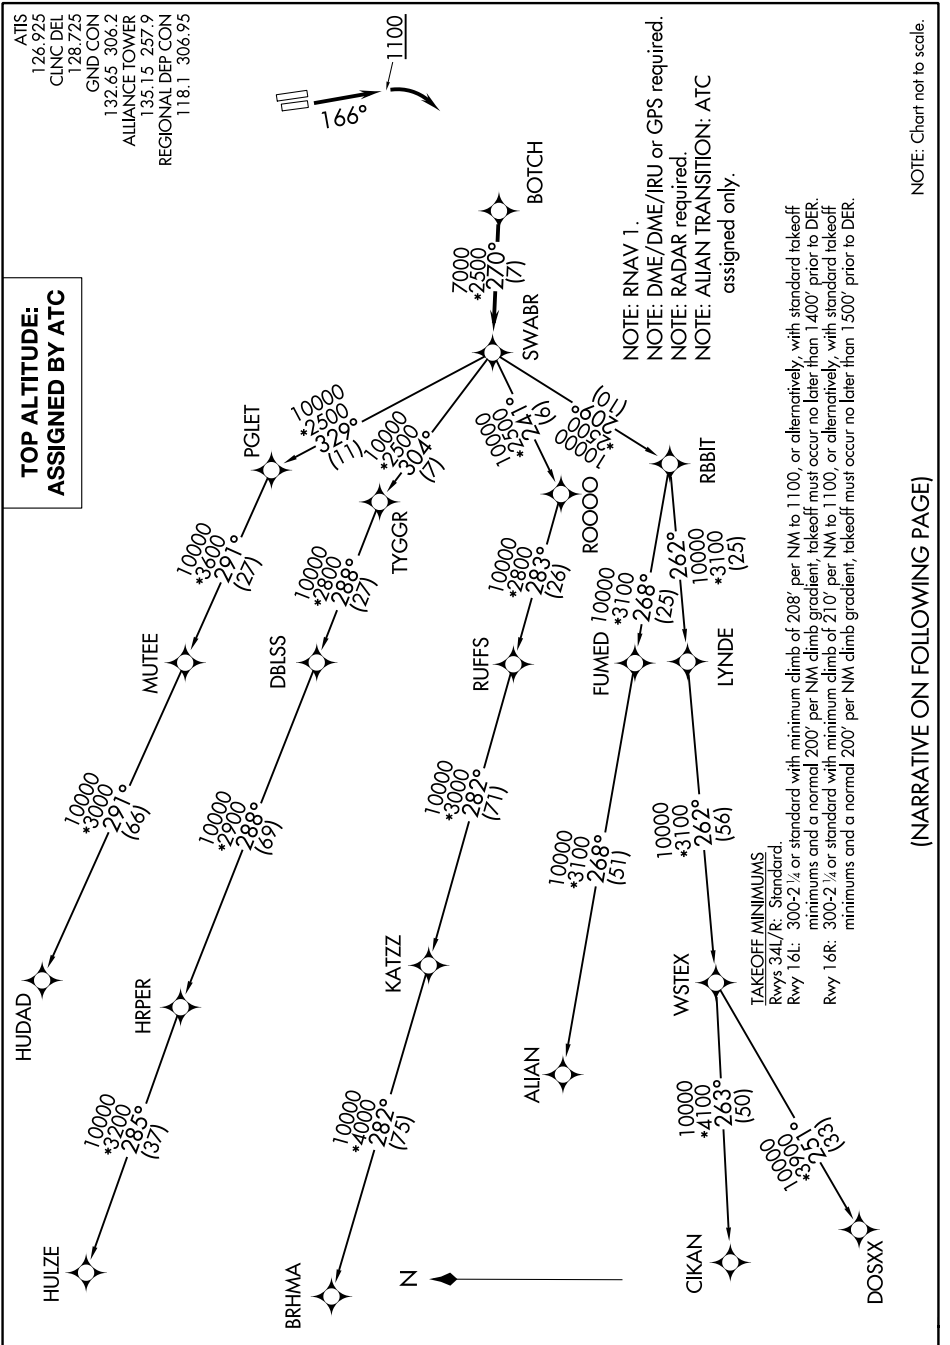 TOP ALTITUDE:
ASSIGNED BY ATC
ATIS
126.925
CLNC DEL
128.725
GND CON
132.65 306.2
ALLIANCE TOWER
135.15 257.9
REGIONAL DEP CON
118.1 306.95
1100
166°
BOTCH
7000
*2500
270°
(7)
SWABR
10000
*2500
329°
(11)
PGLET
10000
*3600
291°
(27)
MUTEE
10000
*3000
291°
(66)
HUDAD
10000
*2500
304°
(7)
TYGGR
10000
*2800
288°
(27)
DBLSS
10000
*2900
288°
(69)
HRPER
10000
*3200
285°
(37)
HULZE
10000
*2500
224°
(9)
ROOOO
10000
*2800
283°
(26)
RUFFS
10000
*3000
282°
(71)
KATZZ
10000
*4000
282°
(75)
BRHMA
10000
*2500
209°
(10)
RBBIT
10000
*3100
268°
(25)
FUMED
10000
*3100
268°
(51)
ALIAN
262°
10000
*3100
(25)
LYNDE
10000
*3100
262°
(56)
WSTEX
10000
*4100
263°
(50)
CIKAN
10000
*3900
251°
(33)
DOSXX
N
NOTE: RNAV 1.
NOTE: DME/DME/IRU or GPS required.
NOTE: RADAR required.
NOTE: ALIAN TRANSITION: ATC
assigned only.
TAKEOFF MINIMUMS
Rwys 34L/R: Standard.
Rwy 16L: 300-2 ¼ or standard with minimum climb of 208' per NM to 1100, or alternatively, with standard takeoff
minimums and a normal 200' per NM climb gradient, takeoff must occur no later than 1400' prior to DER.
Rwy 16R: 300-2 ¼ or standard with minimum climb of 210' per NM to 1100, or alternatively, with standard takeoff
minimums and a normal 200' per NM climb gradient, takeoff must occur no later than 1500' prior to DER.
NOTE: Chart not to scale.
(NARRATIVE ON FOLLOWING PAGE)